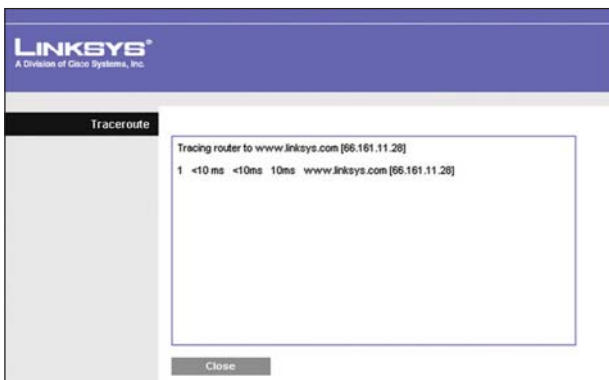 LINKSYS®
A Division of Cisco Systems, Inc.
Traceroute
Tracing router to www.linksys.com [66.161.11.28]
1 <10 ms <10ms 10ms www.linksys.com [66.161.11.28]
Close